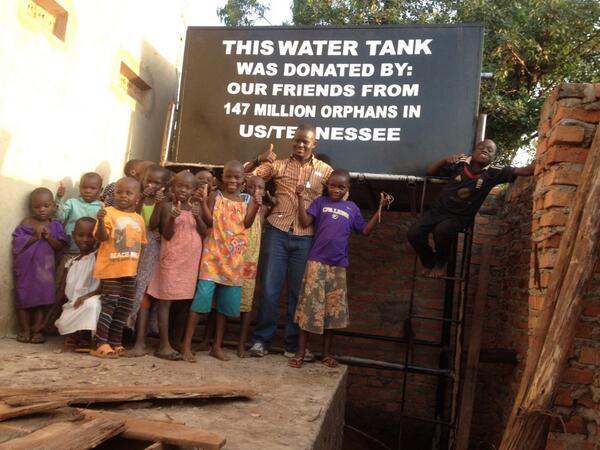 THIS WATER TANK
WAS DONATED BY:
OUR FRIENDS FROM
147 MILLION ORPHANS IN
US/TENNESSEE